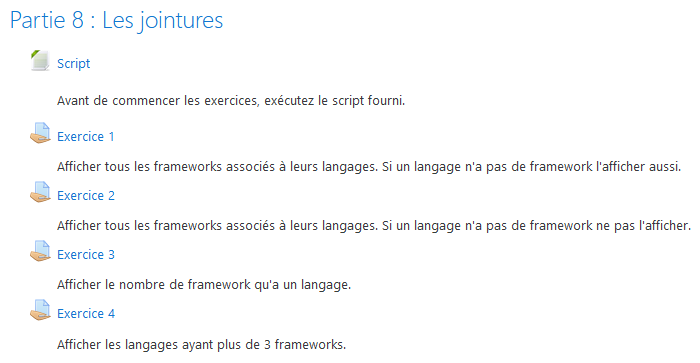 Partie 8 : Les jointures
Script
Avant de commencer les exercices, exécutez le script fourni.
Exercice 1
Afficher tous les frameworks associés à leurs langages. Si un langage n'a pas de framework l'afficher aussi.
Exercice 2
Afficher tous les frameworks associés à leurs langages. Si un langage n'a pas de framework ne pas l'afficher.
Exercice 3
Afficher le nombre de framework qu'a un langage.
Exercice 4
Afficher les langages ayant plus de 3 frameworks.